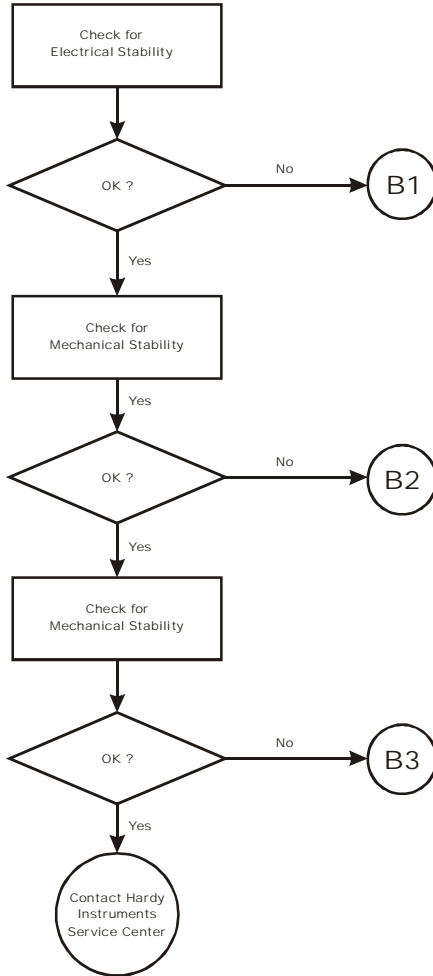 Check for
Electrical Stability
OK ?
No
B1
Yes
Check for
Mechanical Stability
Yes
OK ?
No
B2
Yes
Check for
Mechanical Stability
OK ?
No
B3
Yes
Contact Hardy
Instruments
Service Center